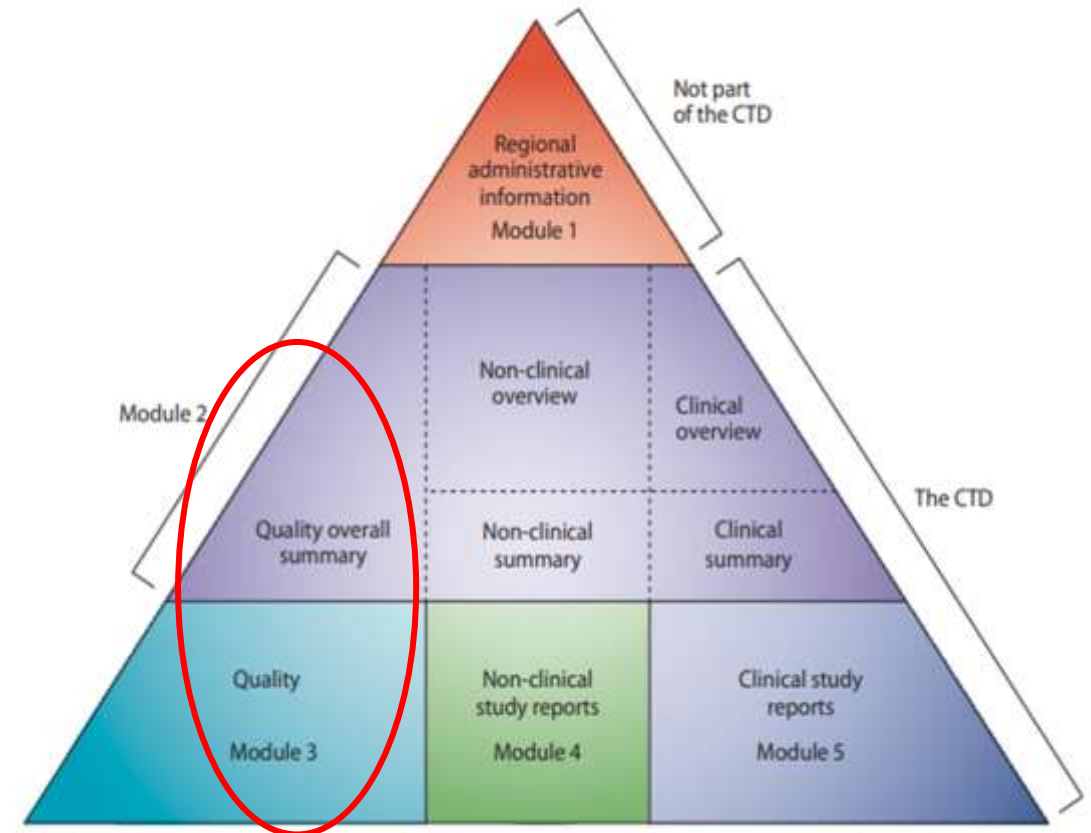 Not part
of the CTD
Regional
administrative
information
Module 1
Module 2
Non-clinical
overview
Clinical
overview
The CTD
Quality overall
summary
Non-clinical
summary
Clinical
summary
Quality
Module 3
Non-clinical
study reports
Module 4
Clinical study
reports
Module 5